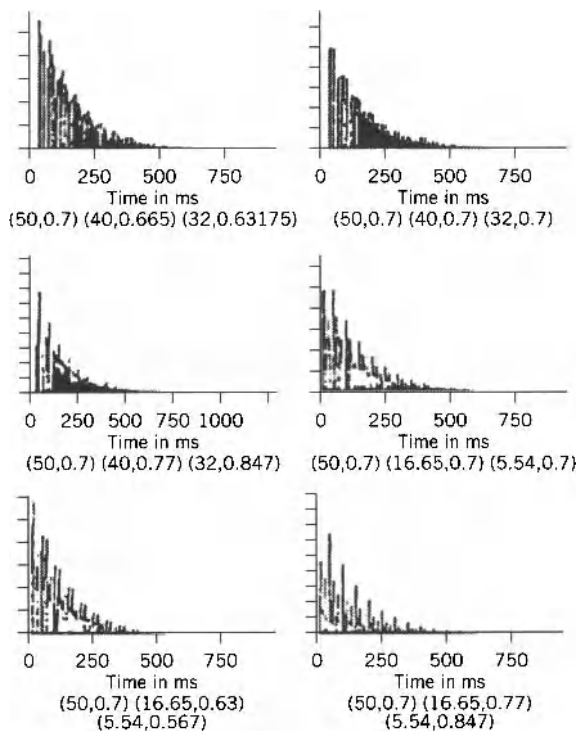 0 250 500 750
Time in ms
(50,0.7) (40,0.665) (32,0.63175)
0 250 500 750
Time in ms
(50,0.7) (40,0.7) (32,0.7)
0 250 500 750 1000
Time in ms
(50,0.7) (40,0.77) (32,0.847)
0 250 500 750
Time in ms
(50,0.7) (16.65,0.7) (5.54,0.7)
0 250 500 750
Time in ms
(50,0.7) (16.65,0.63)
(5.54,0.567)
0 250 500 750
Time in ms
(50,0.7) (16.65,0.77)
(5.54,0.847)